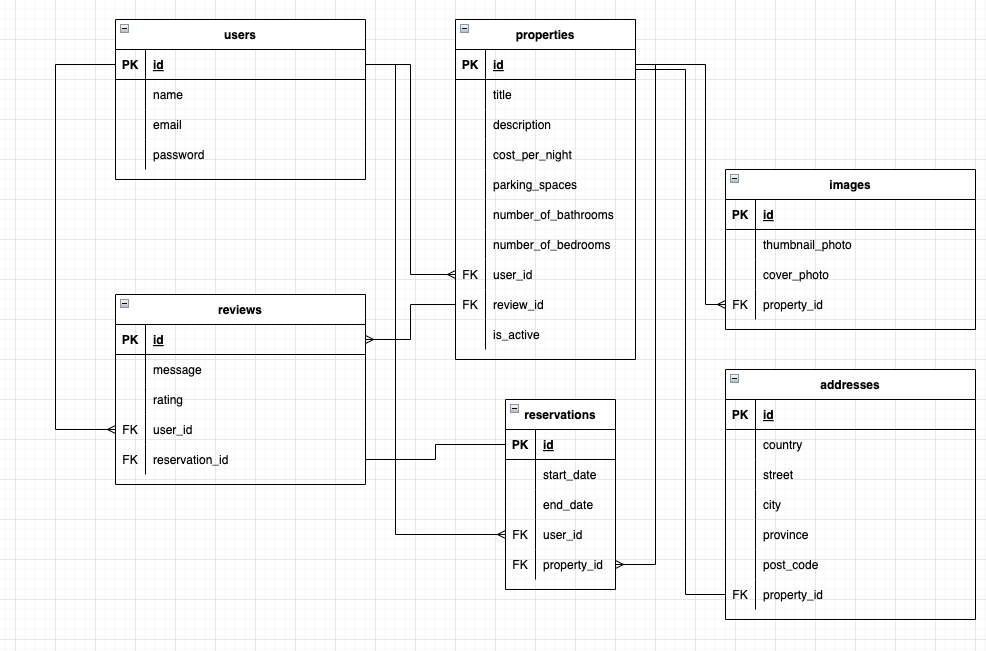 users
PK id
name
email
password
properties
PK id
title
description
cost_per_night
parking_spaces
number_of_bathrooms
number_of_bedrooms
FK user_id
FK review_id
is_active
images
PK id
thumbnail_photo
cover_photo
FK property_id
reviews
PK id
message
rating
FK user_id
FK reservation_id
reservations
PK id
start_date
end_date
FK user_id
FK property_id
addresses
PK id
country
street
city
province
post_code
FK property_id